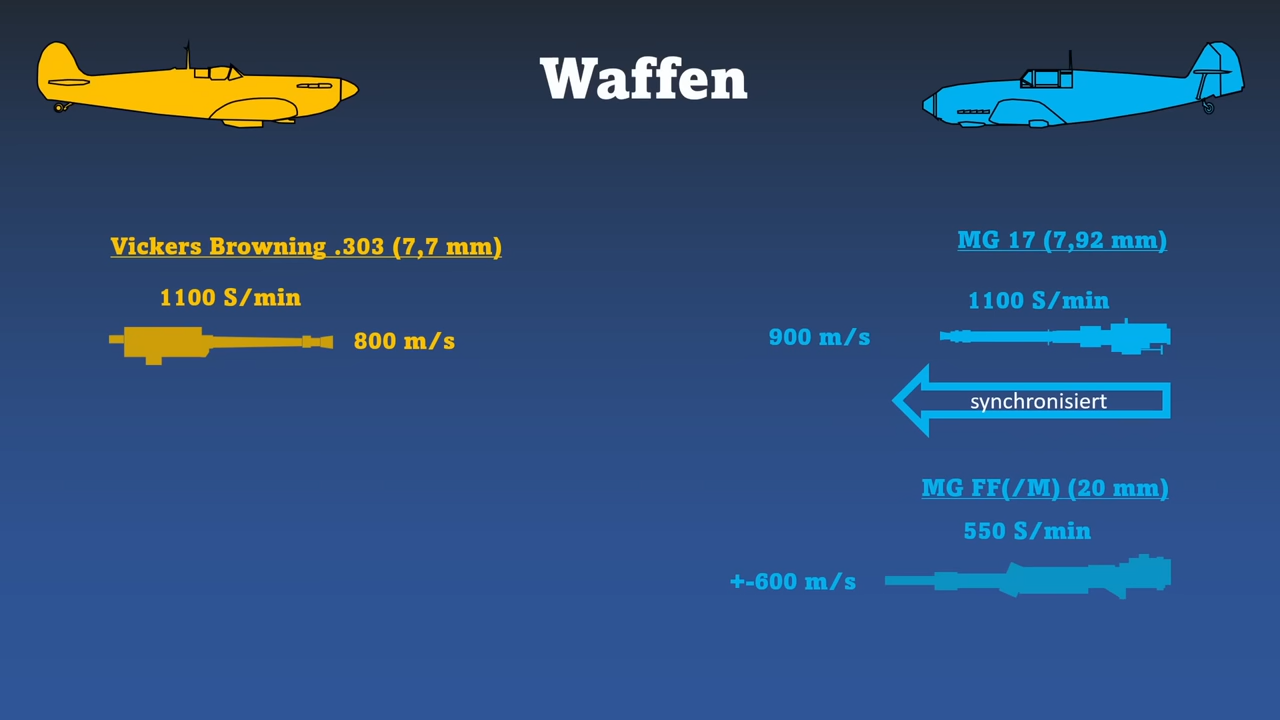 Waffen
Vickers Browning .303 (7,7 mm)
1100 S/min
800 m/s
MG 17 (7,92 mm)
1100 S/min
900 m/s
synchronisiert
MG FF(/M) (20 mm)
550 S/min
+-600 m/s